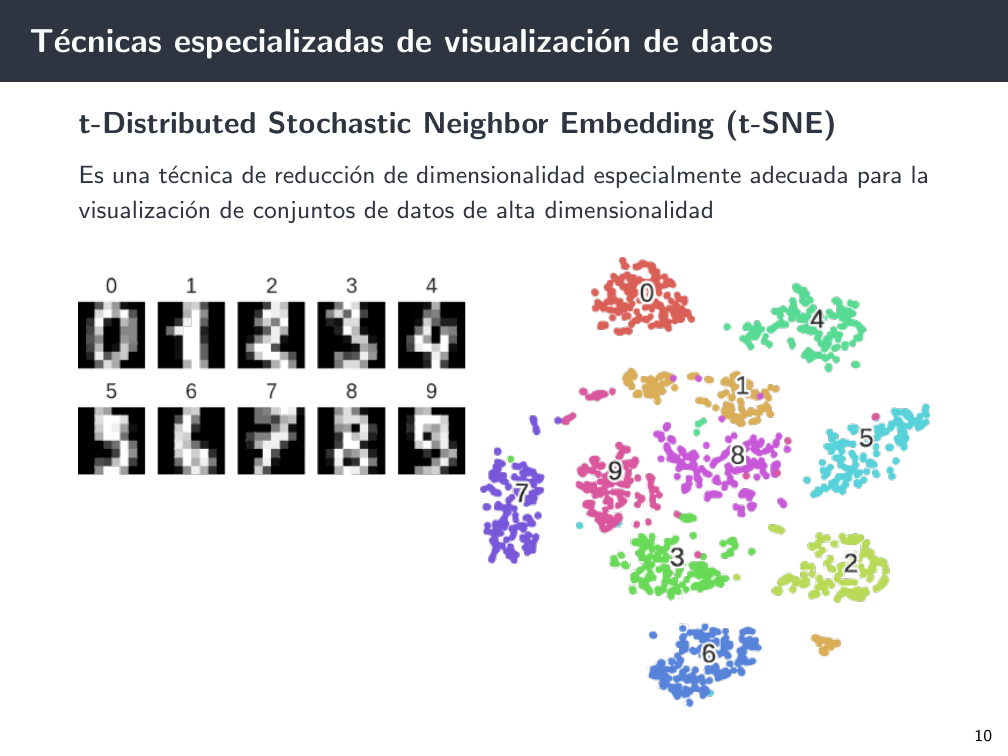 Técnicas especializadas de visualización de datos
t-Distributed Stochastic Neighbor Embedding (t-SNE)
Es una técnica de reducción de dimensionalidad especialmente adecuada para la
visualización de conjuntos de datos de alta dimensionalidad
0 1 2 3 4
5 6 7 8 9
0
4
1
5
8
9
7
3
2
6
10